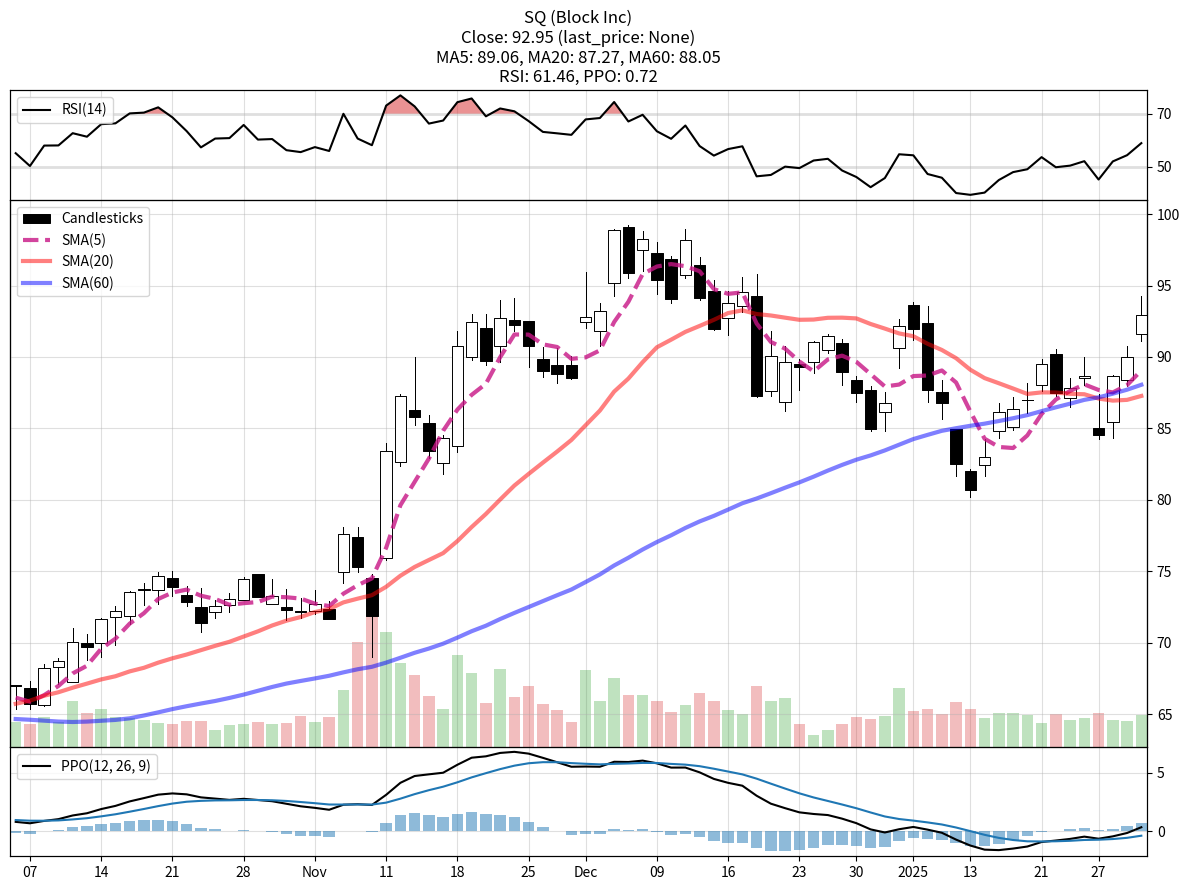 SQ (Block Inc)
Close: 92.95 (last_price: None)
MA5: 89.06, MA20: 87.27, MA60: 88.05
RSI: 61.46, PPO: 0.72
RSI(14)
70
50
Candlesticks
SMA(5)
SMA(20)
SMA(60)
100
95
90
85
80
75
70
65
PPO(12, 26, 9)
5
0
07 14 21 28 Nov 11 18 25 Dec 09 16 23 30 2025 13 21 27